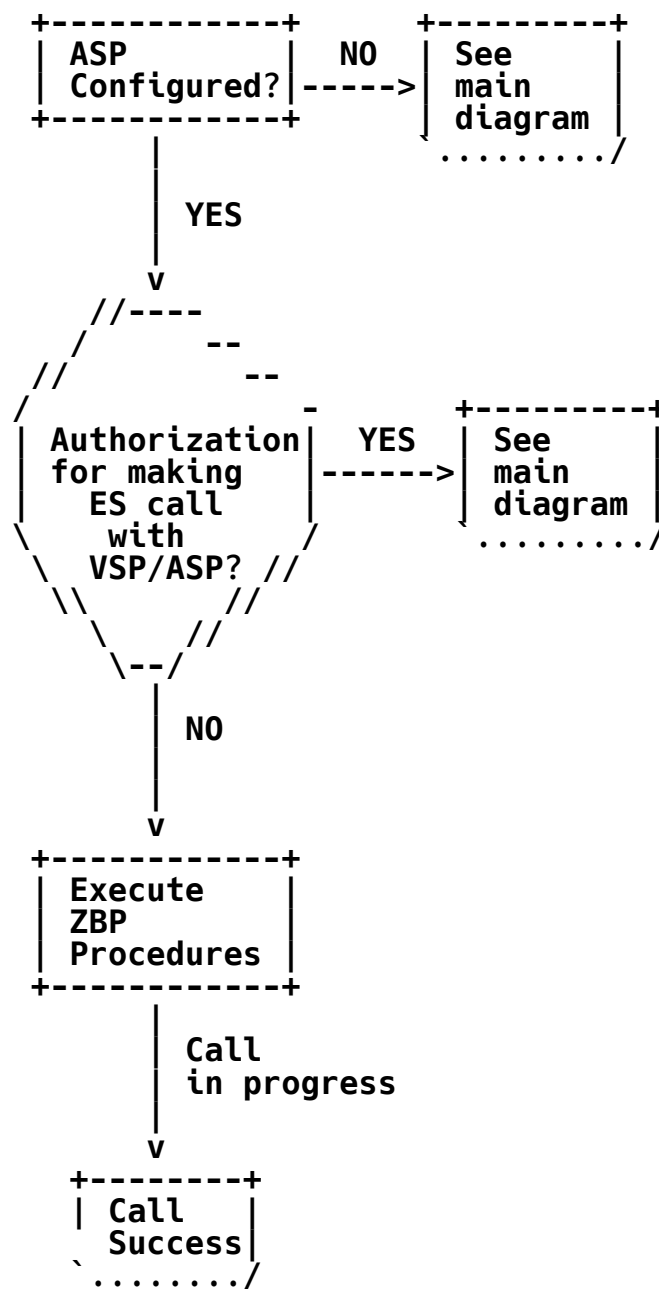 ASP
Configured?
NO
See
main
diagram
YES
Authorization
for making
ES call
with
VSP/ASP?
YES
See
main
diagram
NO
Execute
ZBP
Procedures
Call
in progress
Call
Success